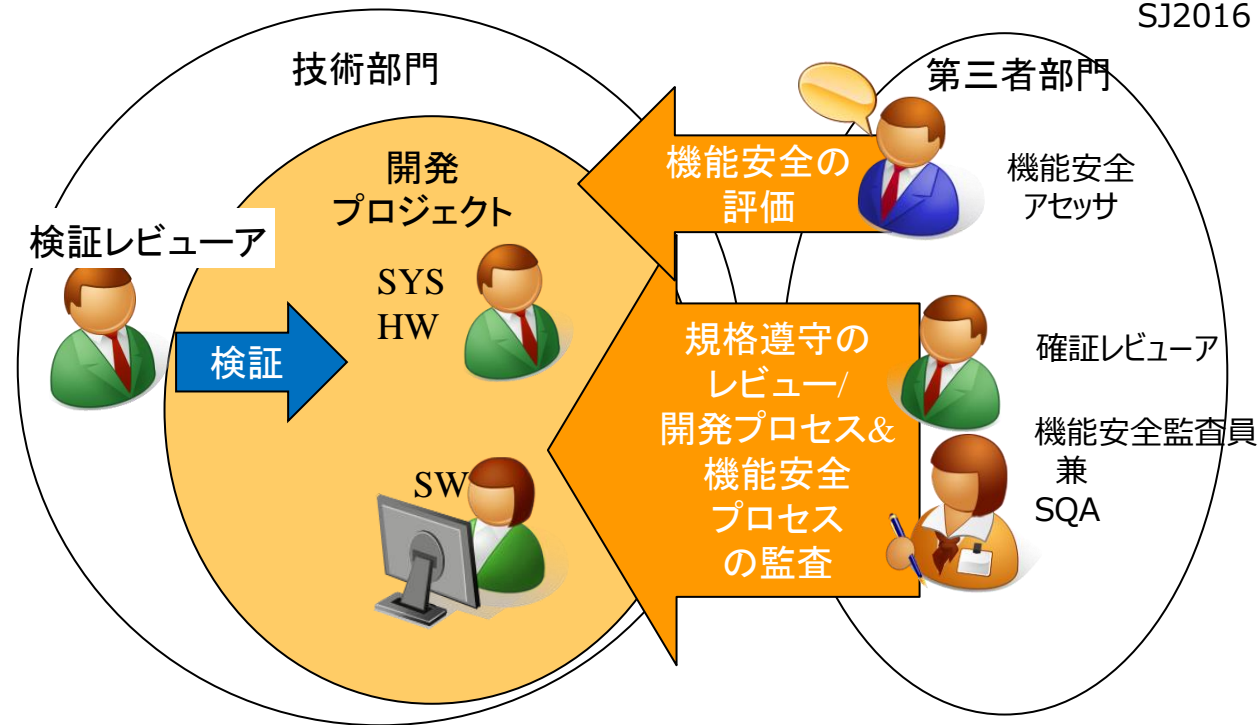 SJ2016
技術部門
第三者部門
開発
プロジェクト
機能安全の
評価
機能安全
アセッサ
検証レビューア
SYS
HW
検証
規格遵守の
レビュー/
開発プロセス&
機能安全
プロセス
の監査
確証レビューア
機能安全監査員
兼
SQA
SW